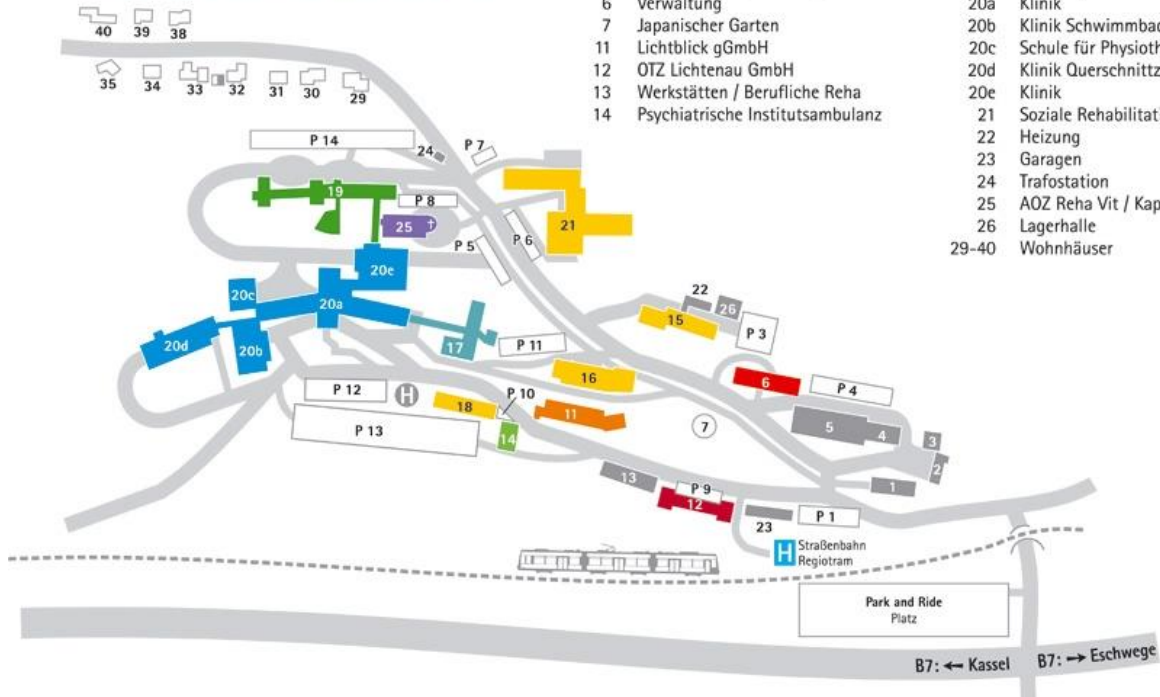 6 Verwaltung
7 Japanischer Garten
11 Lichtblick gGmbH
12 OTZ Lichtenau GmbH
13 Werkstätten / Berufliche Reha
14 Psychiatrische Institutsambulanz
20a Klinik
20b Klinik Schwimmbad
20c Schule für Physioth
20d Klinik Querschnittz
20e Klinik
21 Soziale Rehabilitati
22 Heizung
23 Garagen
24 Trafostation
25 AOZ Reha Vit / Kap
26 Lagerhalle
29-40 Wohnhäuser
40 39 38
35 34 33 32 31 30 29
P 14
24
P 7
19
P 8
25
21
P 5
P 6
20e
20c
20a
22
26
15
P 3
20d
20b
17
P 11
16
6
P 4
P 12
H
18
P 10
11
7
5
4
3
2
P 13
14
13
P 9
12
1
23
P 1
H Straßenbahn
Regiotram
Park and Ride
Platz
B7: ← Kassel B7: → Eschwege